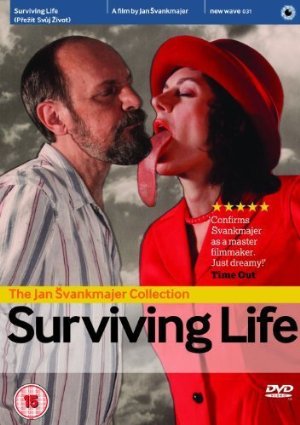 Surviving Life
(Přežít Svůj Život)
A film by Jan Švankmajer
new wave 031
★★★★★
Confirms
Švankmajer
as a master
filmmaker.
Just dreamy!'
Time Out
The Jan Švankmajer Collection
Surviving Life
15
DVD
VIDEO